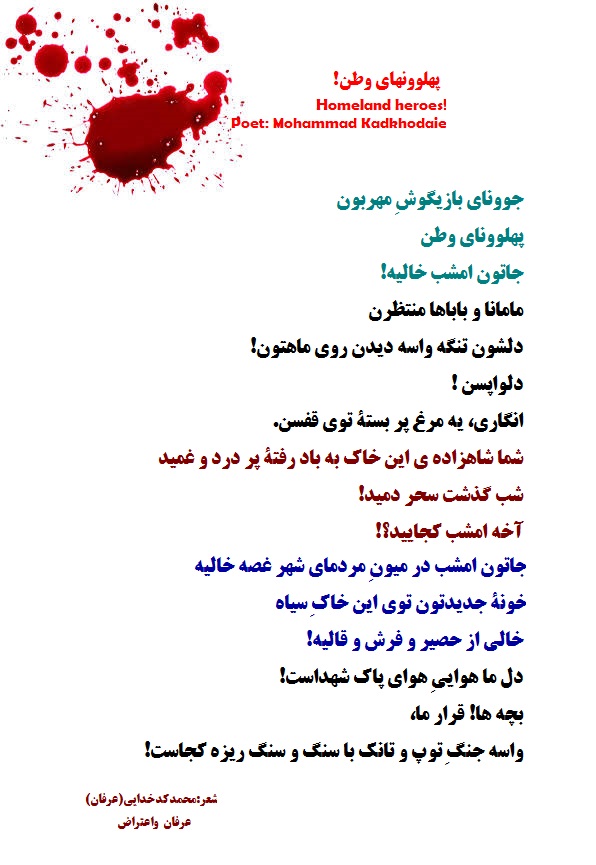 پهلوونهای وطن!
Homeland heroes!
Poet: Mohammad Kadkhodaie
جوونای بازیگوشِ مهربون
پهلوونای وطن
جاتون امشب خالیه!
مامانا و باباها منتظرن
دلشون تنگه واسه دیدن روی ماهتون!
دلواپسن !
انگاری، یه مرغ پر بستۀ توی قفسن.
شما شاهزاده ی این خاک به باد رفتۀ پر درد و غمید
شب گذشت سحر دمید!
آخه امشب کجایید؟!
جاتون امشب در میونِ مردمای شهر غصه خالیه
خونۀ جدیدتون توی این خاکِ سیاه
خالی از حصیر و فرش و قالیه!
دل ما هواییِ هوای پاک شهداست!
بچه ها! قرار ما،
واسه جنگِ توپ و تانک با سنگ و سنگ ریزه کجاست!
شعر:محمدکدخدایی(عرفان)
عرفان واعتراض